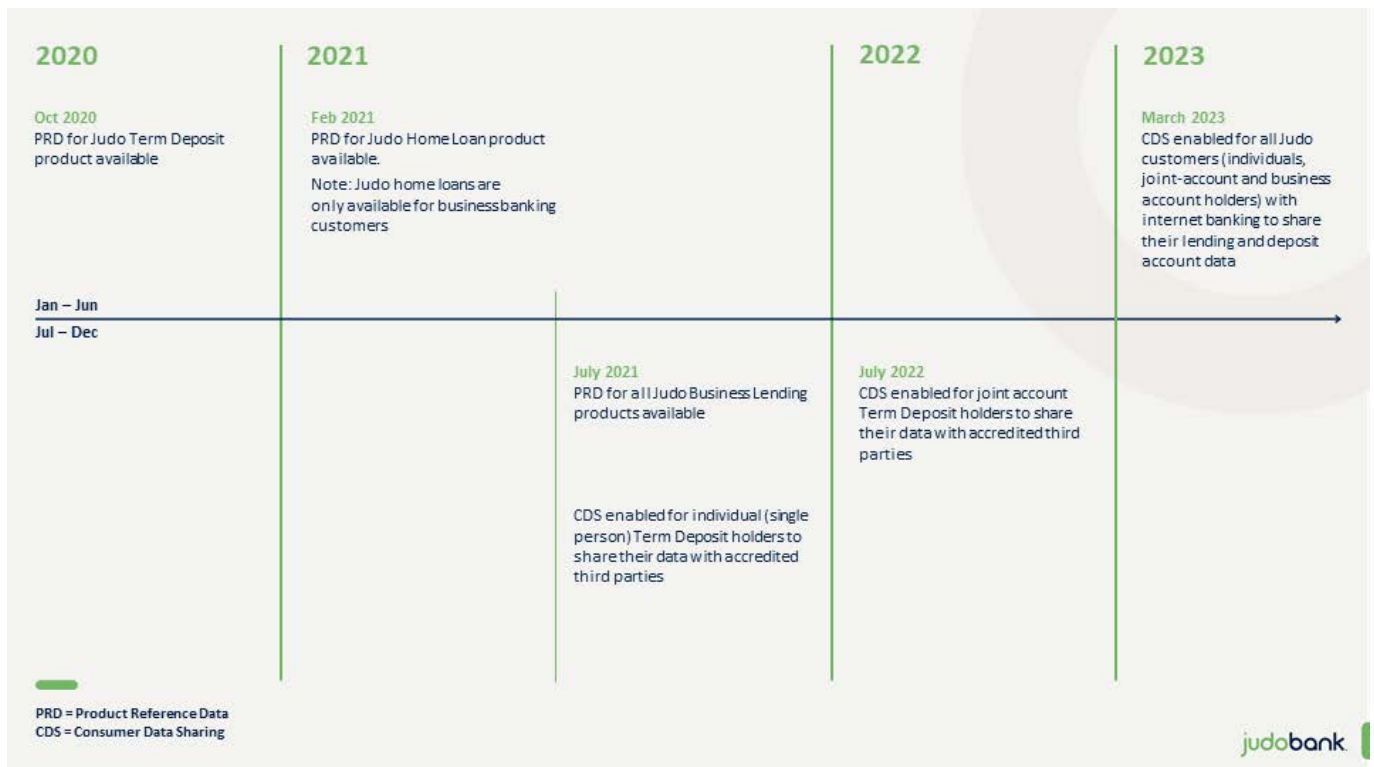 2020
Oct 2020
PRD for Judo Term Deposit
product available
2021
Feb 2021
PRD for Judo Home Loan product
available.
Note: Judo home loans are
only available for business banking
customers
2022
2023
March 2023
CDS enabled for all Judo
customers (individuals,
joint-account and business
account holders) with
internet banking to share
their lending and deposit
account data
Jan – Jun
Jul – Dec
July 2021
PRD for all Judo Business Lending
products available
CDS enabled for individual (single
person) Term Deposit holders to
share their data with accredited
third parties
July 2022
CDS enabled for joint account
Term Deposit holders to share
their data with accredited third
parties
PRD = Product Reference Data
CDS = Consumer Data Sharing
judobank